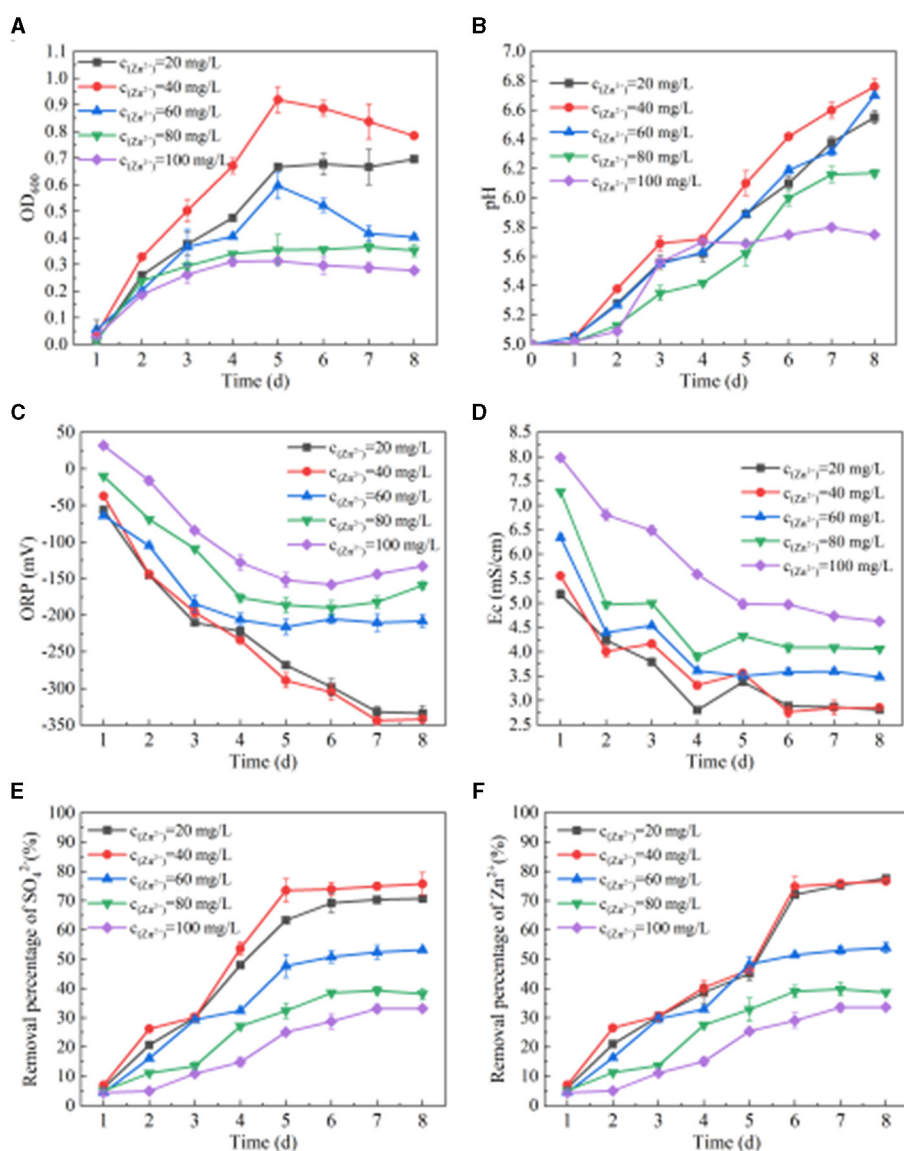 A
c(Zn²⁺)=20 mg/L
c(Zn²⁺)=40 mg/L
c(Zn²⁺)=60 mg/L
c(Zn²⁺)=80 mg/L
c(Zn²⁺)=100 mg/L
OD₆₀₀
1.1
1.0
0.9
0.8
0.7
0.6
0.5
0.4
0.3
0.2
0.1
0.0
1 2 3 4 5 6 7 8
Time (d)
B
c(Zn²⁺)=20 mg/L
c(Zn²⁺)=40 mg/L
c(Zn²⁺)=60 mg/L
c(Zn²⁺)=80 mg/L
c(Zn²⁺)=100 mg/L
pH
7.0
6.8
6.6
6.4
6.2
6.0
5.8
5.6
5.4
5.2
5.0
0 1 2 3 4 5 6 7 8
Time (d)
C
c(Zn²⁺)=20 mg/L
c(Zn²⁺)=40 mg/L
c(Zn²⁺)=60 mg/L
c(Zn²⁺)=80 mg/L
c(Zn²⁺)=100 mg/L
ORP (mV)
50
0
-50
-100
-150
-200
-250
-300
-350
1 2 3 4 5 6 7 8
Time (d)
D
c(Zn²⁺)=20 mg/L
c(Zn²⁺)=40 mg/L
c(Zn²⁺)=60 mg/L
c(Zn²⁺)=80 mg/L
c(Zn²⁺)=100 mg/L
Ec (mS/cm)
8.5
8.0
7.5
7.0
6.5
6.0
5.5
5.0
4.5
4.0
3.5
3.0
2.5
1 2 3 4 5 6 7 8
Time (d)
E
c(Zn²⁺)=20 mg/L
c(Zn²⁺)=40 mg/L
c(Zn²⁺)=60 mg/L
c(Zn²⁺)=80 mg/L
c(Zn²⁺)=100 mg/L
Removal percentage of SO₄²⁻(%)
100
90
80
70
60
50
40
30
20
10
0
1 2 3 4 5 6 7 8
Time (d)
F
c(Zn²⁺)=20 mg/L
c(Zn²⁺)=40 mg/L
c(Zn²⁺)=60 mg/L
c(Zn²⁺)=80 mg/L
c(Zn²⁺)=100 mg/L
Removal percentage of Zn²⁺(%)
100
90
80
70
60
50
40
30
20
10
0
1 2 3 4 5 6 7 8
Time (d)